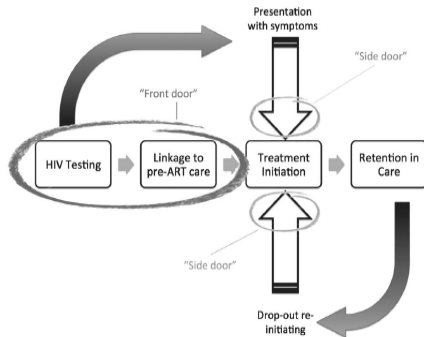 Presentation
with symptoms
"Side door"
"Front door"
HIV Testing
Linkage to
pre-ART care
Treatment
Initiation
Retention in
Care
"Side door"
Drop-out re-
initiating